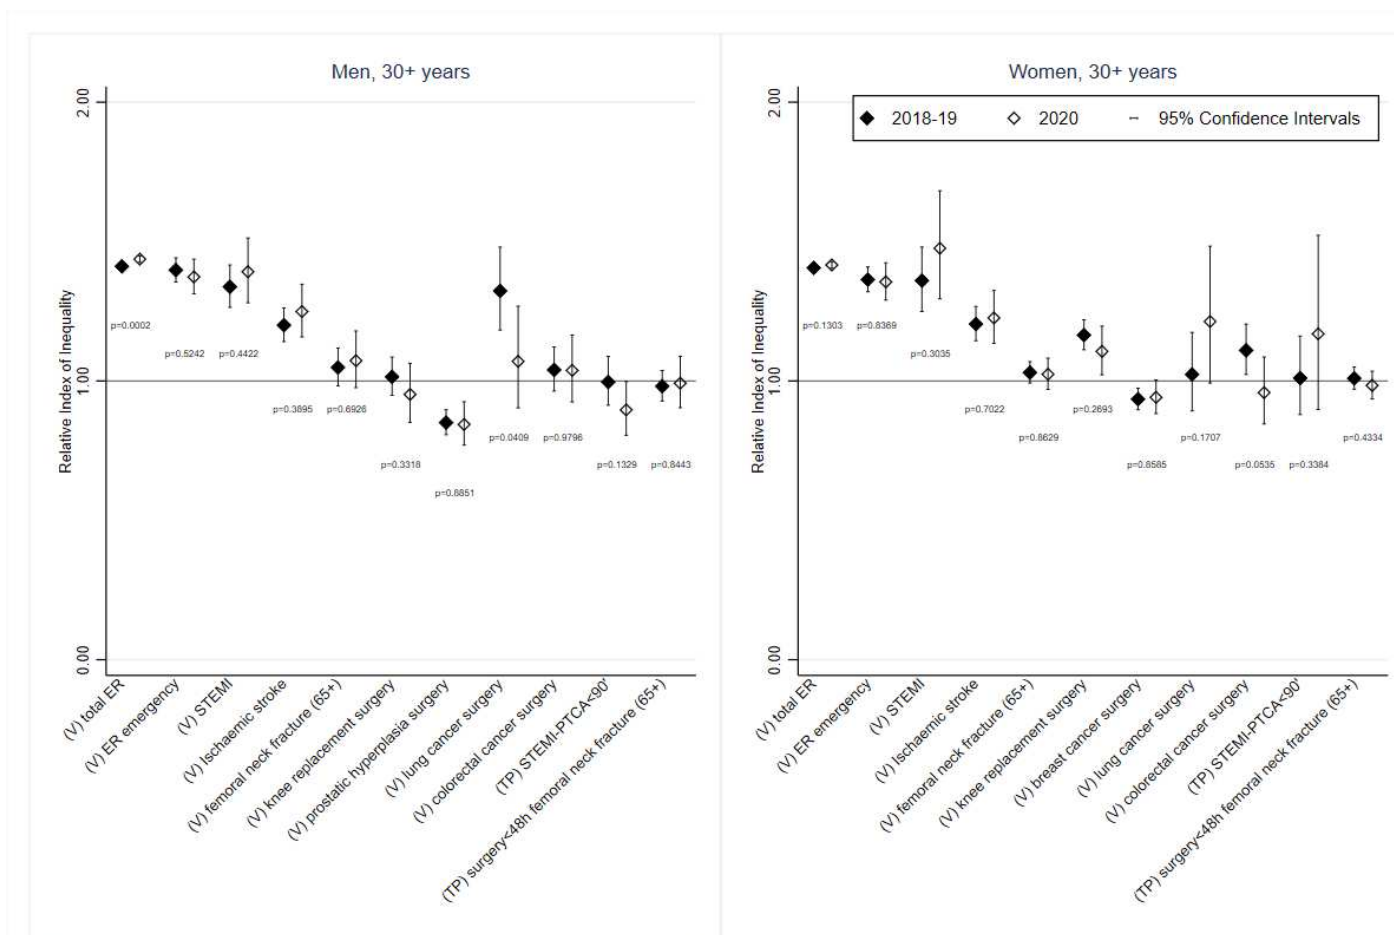 Men, 30+ years
Relative Index of Inequality
2.00
1.00
0.00
p=0.0002
p=0.5242
p=0.4422
p=0.3895
p=0.6926
p=0.3318
p=0.8851
p=0.0409
p=0.9796
p=0.1329
p=0.8443
(V) total ER
(V) ER emergency
(V) STEMI
(V) Ischaemic stroke
(V) femoral neck fracture (65+)
(V) knee replacement surgery
(V) prostatic hyperplasia surgery
(V) lung cancer surgery
(V) colorectal cancer surgery
(TP) STEMI-PTCA<90'
(TP) surgery<48h femoral neck fracture (65+)
Women, 30+ years
2018-19
2020
95% Confidence Intervals
Relative Index of Inequality
2.00
1.00
0.00
p=0.1303
p=0.8369
p=0.3035
p=0.7022
p=0.8629
p=0.2693
p=0.8585
p=0.1707
p=0.0535
p=0.3384
p=0.4334
(V) total ER
(V) ER emergency
(V) STEMI
(V) Ischaemic stroke
(V) femoral neck fracture (65+)
(V) knee replacement surgery
(V) breast cancer surgery
(V) lung cancer surgery
(V) colorectal cancer surgery
(TP) STEMI-PTCA<90'
(TP) surgery<48h femoral neck fracture (65+)